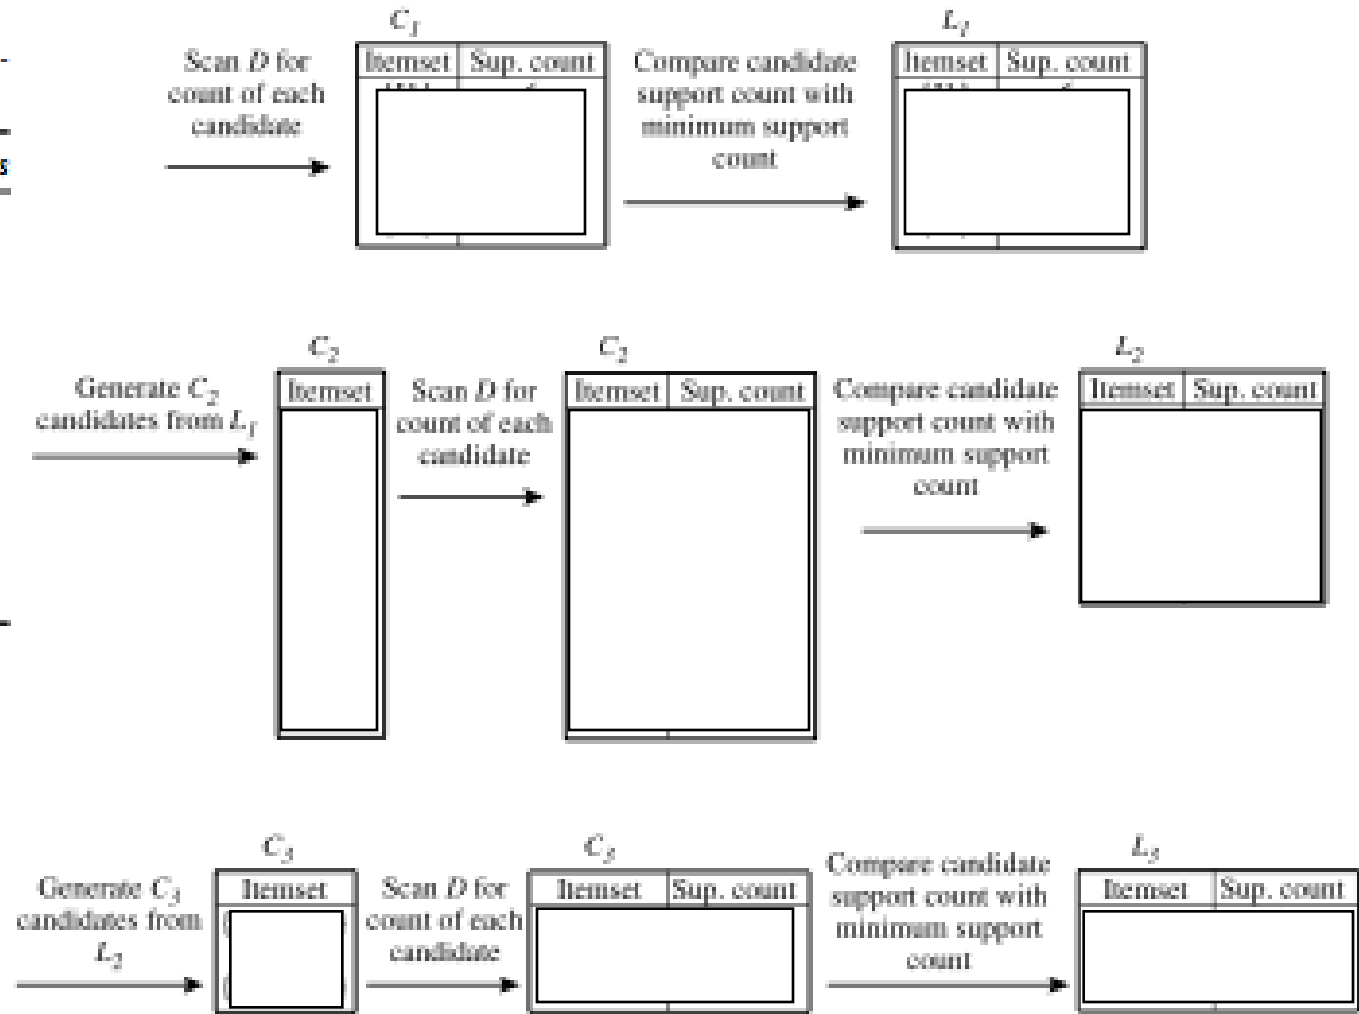 C1
L1
Scan D for
count of each
candidate
Itemset Sup. count
Compare candidate
support count with
minimum support
count
Itemset Sup. count
s
C2
C2
L2
Generate C2
candidates from L1
Itemset
Scan D for
count of each
candidate
Itemset Sup. count
Compare candidate
support count with
minimum support
count
Itemset Sup. count
C3
C3
L3
Generate C3
candidates from
L2
Itemset
Scan D for
count of each
candidate
Itemset Sup. count
Compare candidate
support count with
minimum support
count
Itemset Sup. count